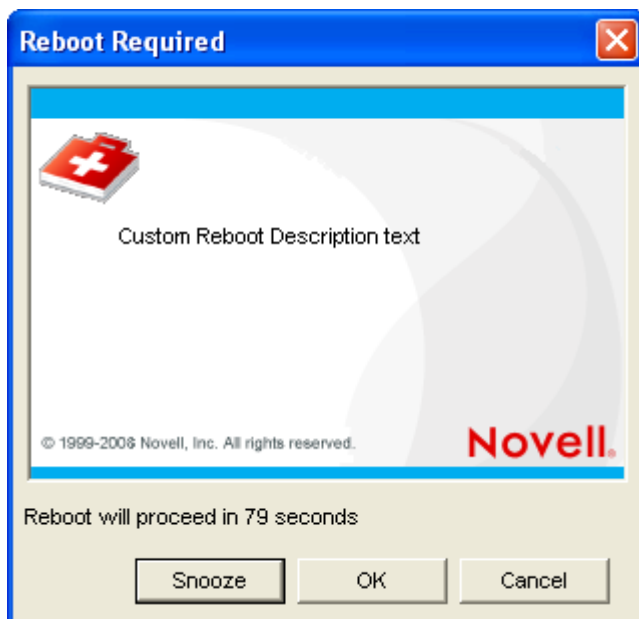 Reboot Required
Custom Reboot Description text
© 1999-2008 Novell, Inc. All rights reserved.
Novell®
Reboot will proceed in 79 seconds
Snooze OK Cancel